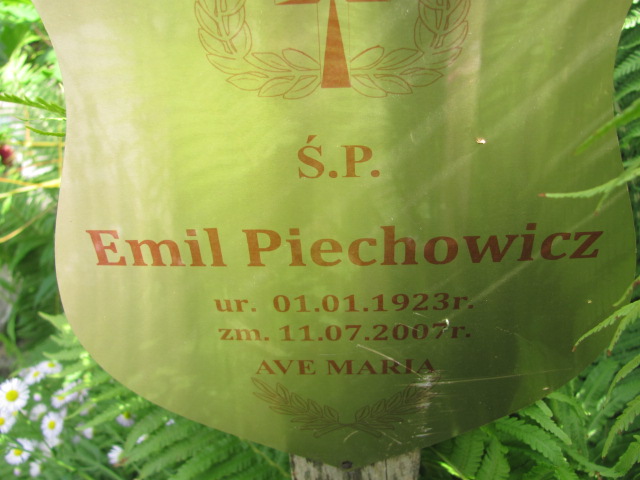 Ś.P.
Emil Piechowicz
ur. 01.01.1923r.
zm. 11.07.2007r.
AVE MARIA